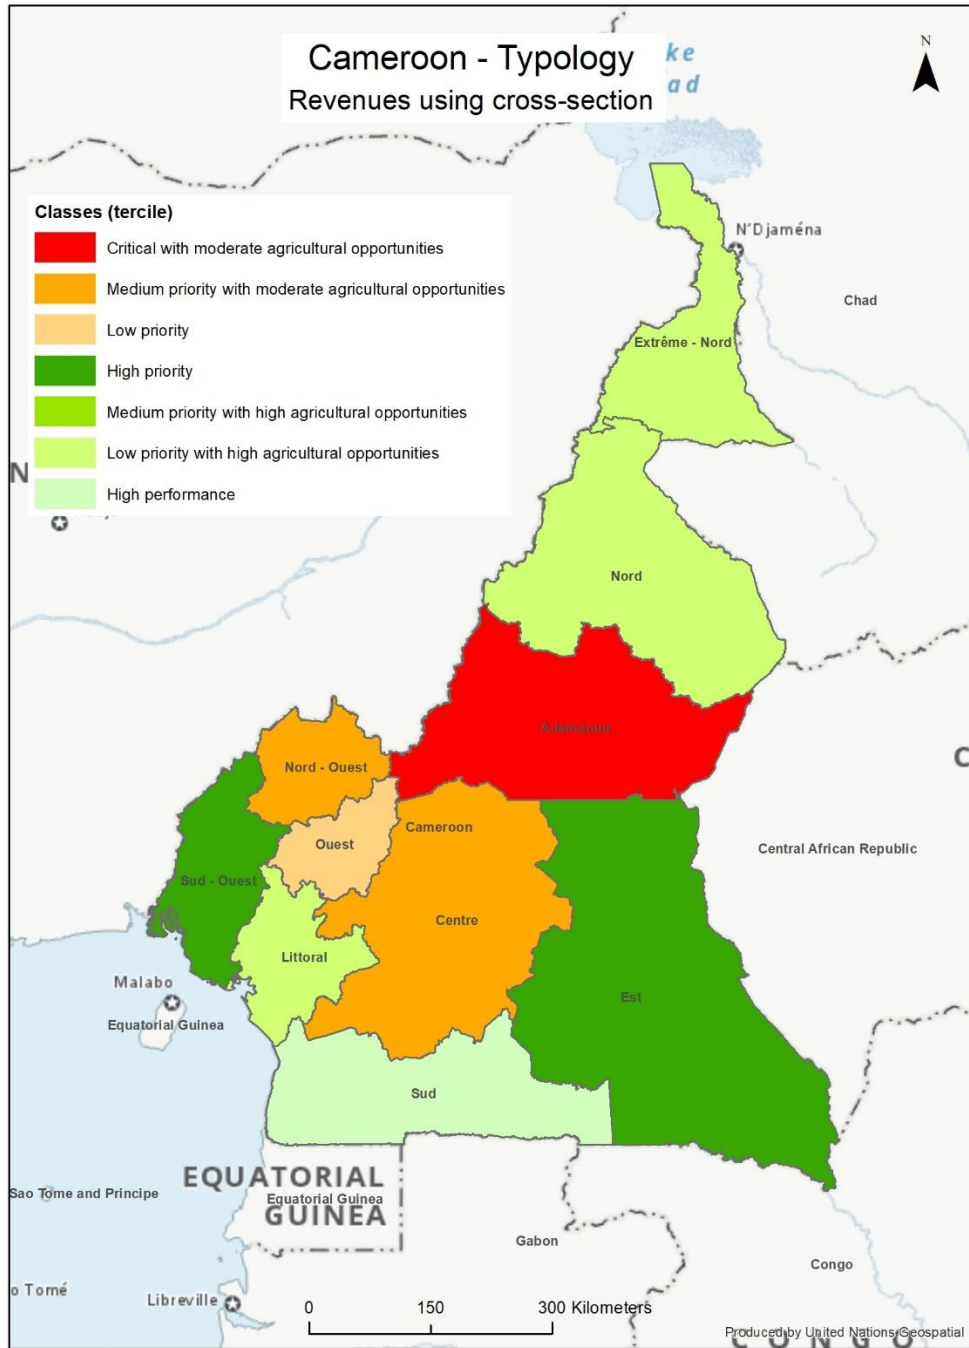 Cameroon - Typology
Revenues using cross-section
N
Classes (tercile)
Critical with moderate agricultural opportunities
Medium priority with moderate agricultural opportunities
Low priority
High priority
Medium priority with high agricultural opportunities
Low priority with high agricultural opportunities
High performance
ke
ad
N'Djaména
Chad
Extrême - Nord
N
Nord
Adamaoua
C
Nord - Ouest
Cameroon
Ouest
Central African Republic
Sud - Ouest
Centre
Littoral
Malabo
Est
Equatorial Guinea
Sud
EQUATORIAL
GUINEA
Sao Tome and Principe
Equatorial Guinea
Gabon
Congo
o Tomé
Libreville
0 150 300 Kilometers
Produced by United Nations Geospatial
C O N G O